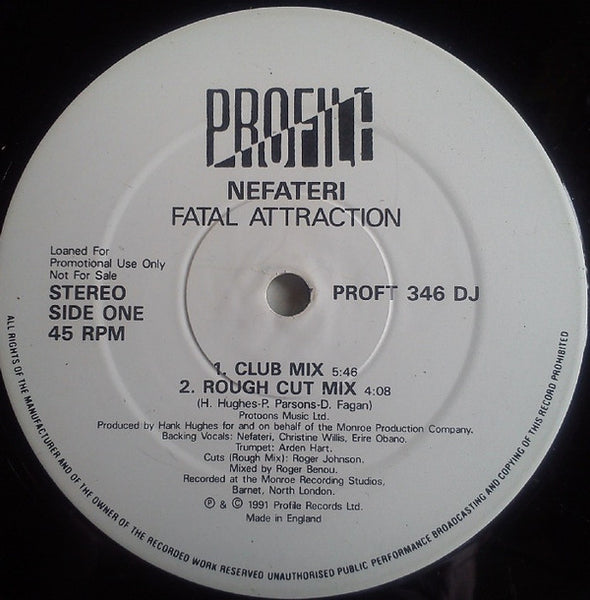 PROFILE
NEFATERI
FATAL ATTRACTION
Loaned For
Promotional Use Only
Not For Sale
STEREO
SIDE ONE
45 RPM
PROFT 346 DJ
1. CLUB MIX 5:46
2. ROUGH CUT MIX 4:08
(H. Hughes-P. Parsons-D. Fagan)
Protoons Music Ltd.
Produced by Hank Hughes for and on behalf of the Monroe Production Company.
Backing Vocals: Nefateri, Christine Willis, Erire Obano.
Trumpet: Arden Hart.
Cuts (Rough Mix): Roger Johnson.
Mixed by Roger Benou.
Recorded at the Monroe Recording Studios,
Barnet, North London.
℗ & © 1991 Profile Records Ltd.
Made in England
ALL RIGHTS OF THE MANUFACTURER AND OF THE OWNER OF THE RECORDED WORK RESERVED UNAUTHORISED PUBLIC PERFORMANCE BROADCASTING AND COPYING OF THIS RECORD PROHIBITED